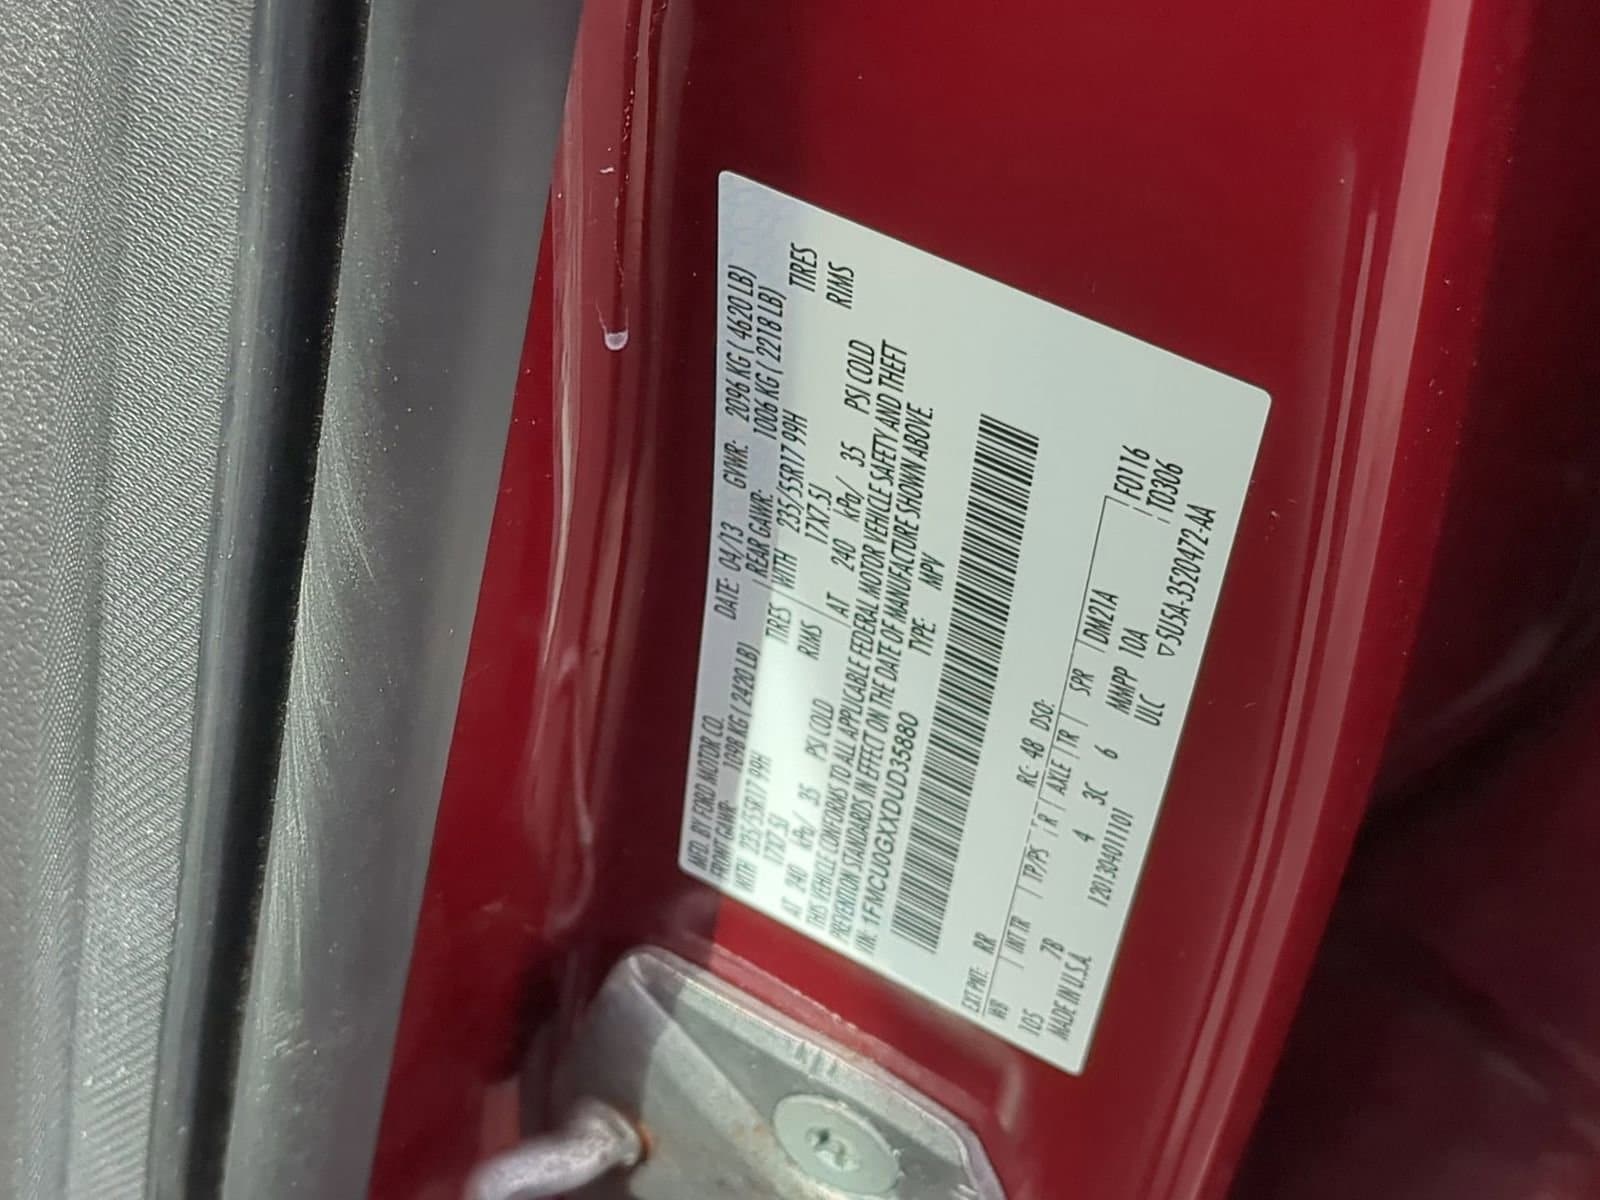 MFD. BY FORD MOTOR CO. DATE: 04/13 GVWR: 2096 KG ( 4620 LB)
FRONT GAWR: 1098 KG ( 2420 LB) REAR GAWR: 1006 KG ( 2218 LB)
WITH 235/55R17 99H TIRES WITH 235/55R17 99H TIRES
17X7.5J RIMS 17X7.5J RIMS
AT 240 kPa/ 35 PSI COLD AT 240 kPa/ 35 PSI COLD
THIS VEHICLE CONFORMS TO ALL APPLICABLE FEDERAL MOTOR VEHICLE SAFETY AND THEFT
PREVENTION STANDARDS IN EFFECT ON THE DATE OF MANUFACTURE SHOWN ABOVE.
VIN: 1FMCU0GXXDUD35880 TYPE: MPV
EXT PNT: RR RC: 48 DSO: F0116
WB INT TR TP/PS R AXLE TR SPR DM21A T0306
105 7B 4 3C 6 MMPP 10A
MADE IN U.S.A. 1201304011101 ULC ▽5U5A-3520472-AA